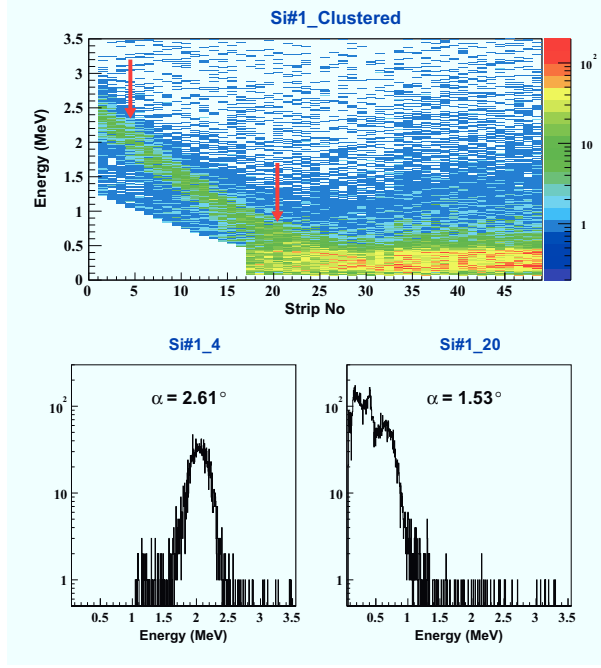 Si#1_Clustered
Energy (MeV)
3.5
3
2.5
2
1.5
1
0.5
0
0 5 10 15 20 25 30 35 40 45
Strip No
10²
10
1
Si#1_4
α = 2.61°
10²
10
1
0.5 1 1.5 2 2.5 3 3.5
Energy (MeV)
Si#1_20
α = 1.53°
10²
10
1
0.5 1 1.5 2 2.5 3 3.5
Energy (MeV)